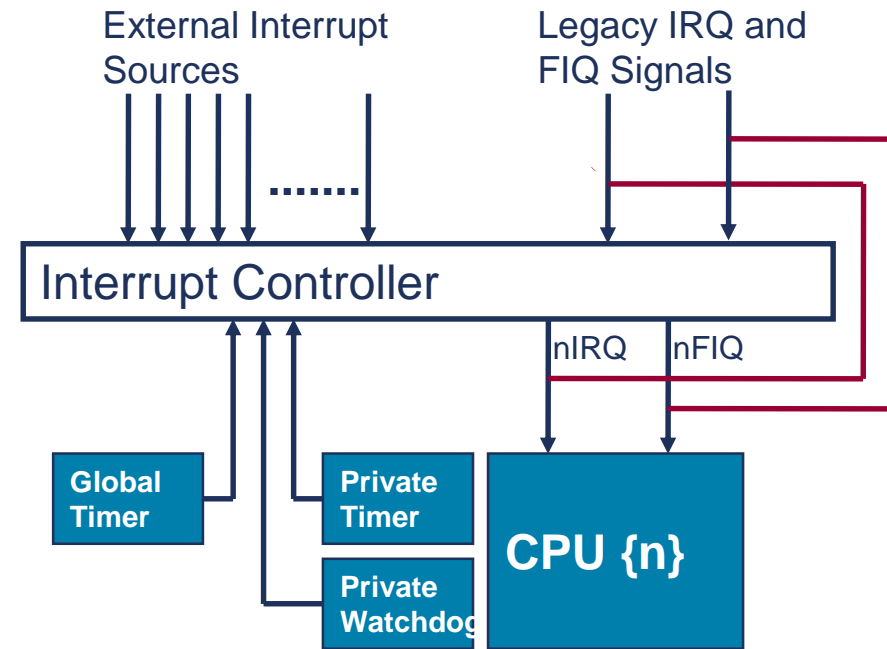 External Interrupt
Sources
Legacy IRQ and
FIQ Signals
Interrupt Controller
nIRQ
nFIQ
Global
Timer
Private
Timer
CPU {n}
Private
Watchdog